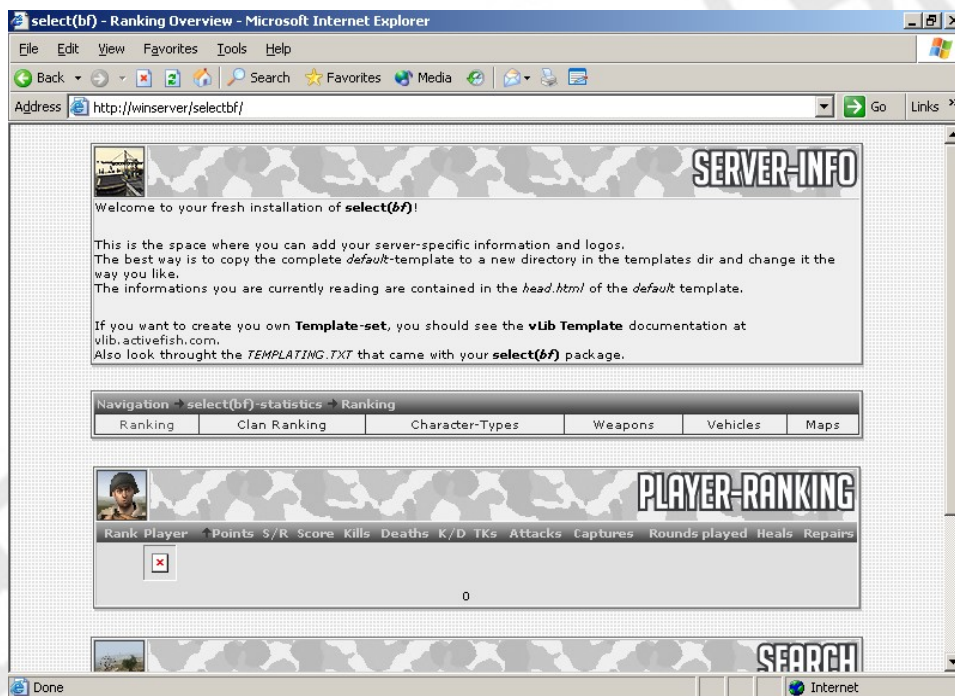 select(bf) - Ranking Overview - Microsoft Internet Explorer
File Edit View Favorites Tools Help
Back Search Favorites Media
Address http://winserver/selectbf/ Go Links »
SERVER-INFO
Welcome to your fresh installation of select(bf)!
This is the space where you can add your server-specific information and logos.
The best way is to copy the complete default-template to a new directory in the templates dir and change it the
way you like.
The informations you are currently reading are contained in the head.html of the default template.
If you want to create you own Template-set, you should see the vLib Template documentation at
vlib.activefish.com.
Also look throught the TEMPLATING.TXT that came with your select(bf) package.
Navigation select(bf)-statistics Ranking
Ranking Clan Ranking Character-Types Weapons Vehicles Maps
PLAYER-RANKING
Rank Player Points S/R Score Kills Deaths K/D TKs Attacks Captures Rounds played Heals Repairs
0
SEARCH
Done Internet